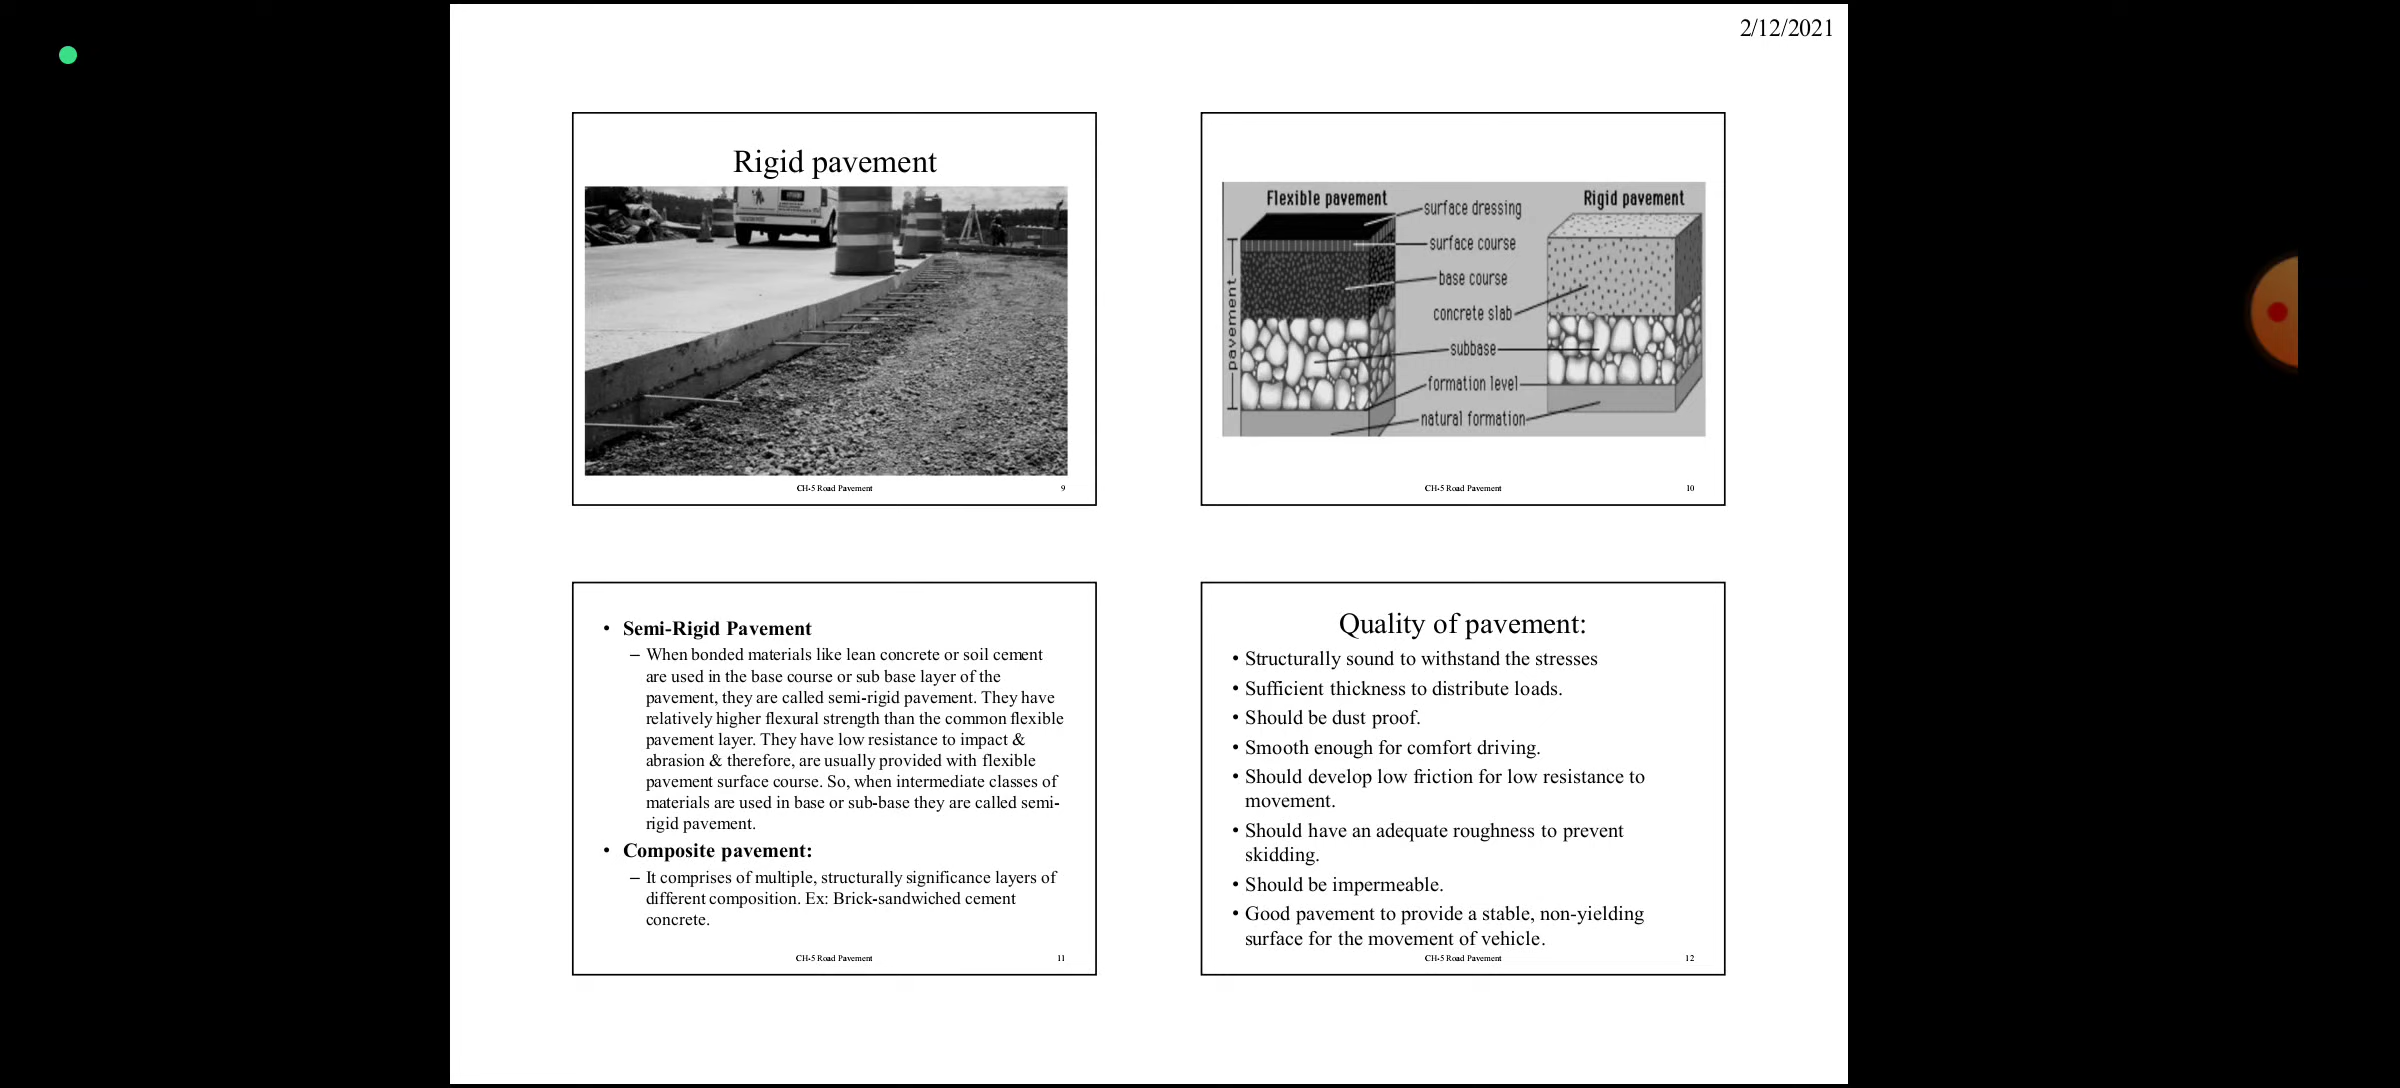 2/12/2021
Rigid pavement
CH-5 Road Pavement
9
Flexible pavement
Rigid pavement
surface dressing
surface course
base course
concrete slab
subbase
formation level
natural formation
pavement
CH-5 Road Pavement
10
• Semi-Rigid Pavement
– When bonded materials like lean concrete or soil cement
are used in the base course or sub base layer of the
pavement, they are called semi-rigid pavement. They have
relatively higher flexural strength than the common flexible
pavement layer. They have low resistance to impact &
abrasion & therefore, are usually provided with flexible
pavement surface course. So, when intermediate classes of
materials are used in base or sub-base they are called semi-
rigid pavement.
• Composite pavement:
– It comprises of multiple, structurally significance layers of
different composition. Ex: Brick-sandwiched cement
concrete.
CH-5 Road Pavement
11
Quality of pavement:
• Structurally sound to withstand the stresses
• Sufficient thickness to distribute loads.
• Should be dust proof.
• Smooth enough for comfort driving.
• Should develop low friction for low resistance to
movement.
• Should have an adequate roughness to prevent
skidding.
• Should be impermeable.
• Good pavement to provide a stable, non-yielding
surface for the movement of vehicle.
CH-5 Road Pavement
12